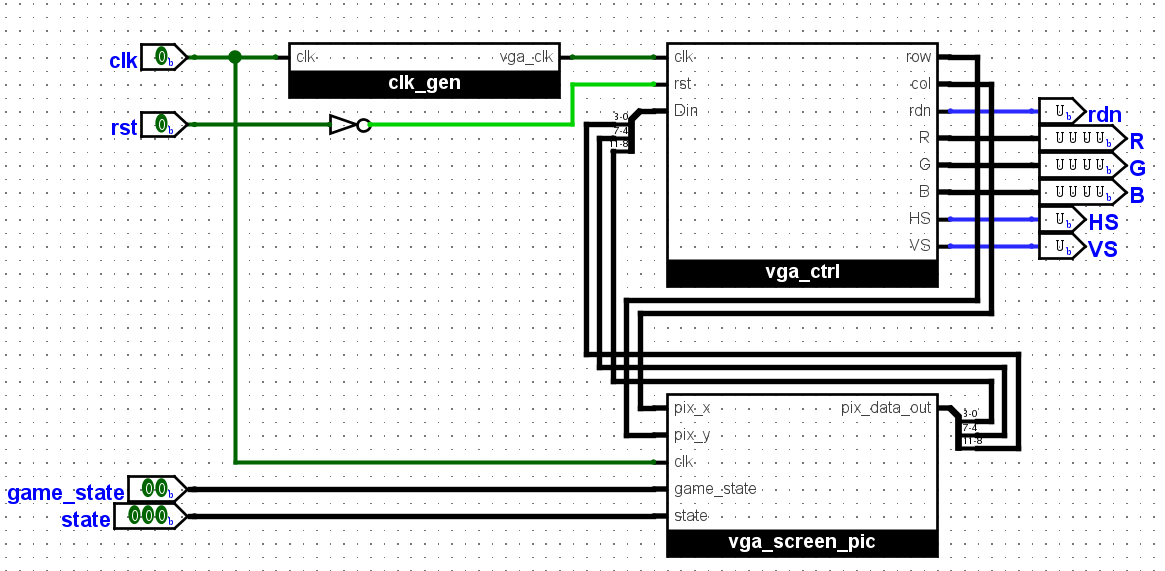 clk 0b clk vga_clk clk_gen
clk row
rst col
Din rdn
R
G
B
HS
VS
vga_ctrl
rst 0b
3-0
7-4
11-8
Ub rdn
UUUUb R
UUUUb G
UUUUb B
Ub HS
Ub VS
pix_x pix_data_out
pix_y
clk
game_state
state
vga_screen_pic
3-0
7-4
11-8
game_state 00b
state 000b